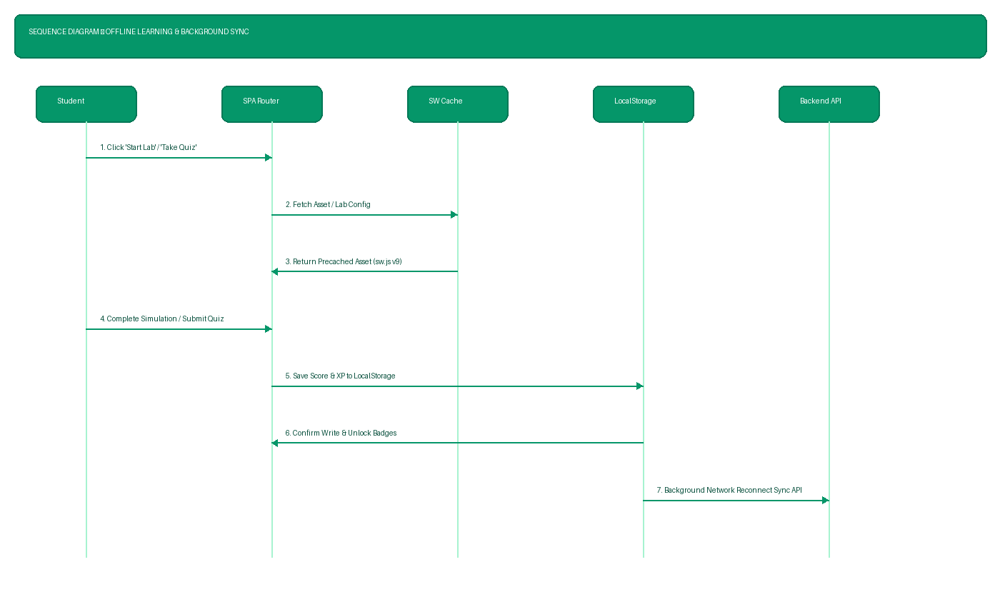 SEQUENCE DIAGRAM ▯ OFFLINE LEARNING & BACKGROUND SYNC
Student
SPA Router
SW Cache
LocalStorage
Backend API
1. Click 'Start Lab' / 'Take Quiz'
2. Fetch Asset / Lab Config
3. Return Precached Asset (sw.js v9)
4. Complete Simulation / Submit Quiz
5. Save Score & XP to LocalStorage
6. Confirm Write & Unlock Badges
7. Background Network Reconnect Sync API